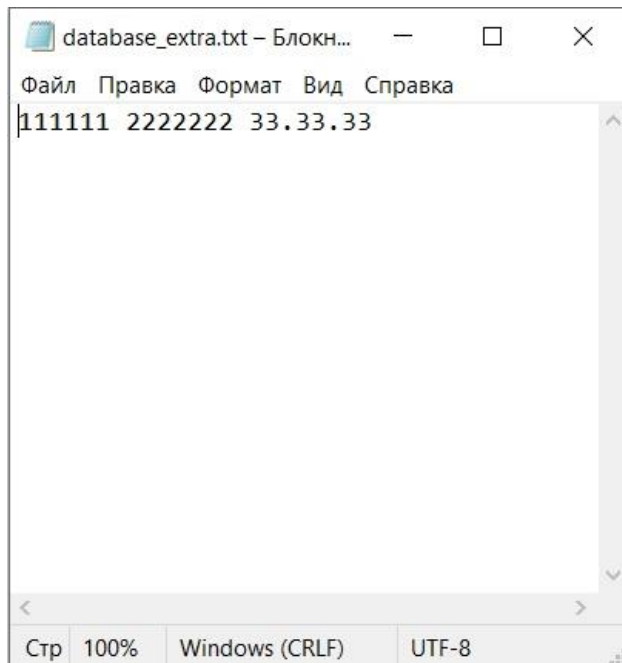 database_extra.txt – Блокн...
Файл Правка Формат Вид Справка
111111 2222222 33.33.33
Стр 100% Windows (CRLF) UTF-8